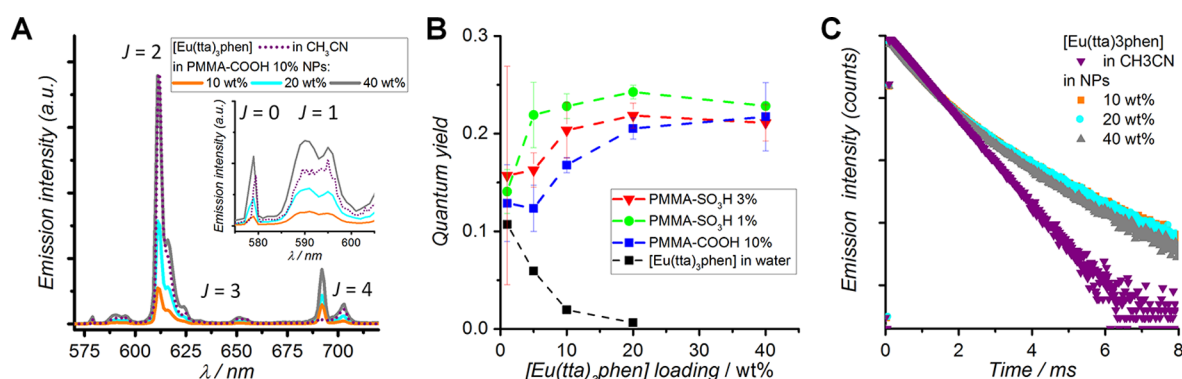 A
J = 2
[Eu(tta)₃phen] in CH₃CN
in PMMA-COOH 10% NPs:
10 wt% 20 wt% 40 wt%
J = 0 J = 1
Emission intensity (a.u.)
580 590 600
λ / nm
J = 3
J = 4
Emission intensity (a.u.)
575 600 625 650 675 700
λ / nm
B
0.3
0.2
0.1
0.0
Quantum yield
PMMA-SO₃H 3%
PMMA-SO₃H 1%
PMMA-COOH 10%
[Eu(tta)₃phen] in water
0 10 20 30 40
[Eu(tta)₃phen] loading / wt%
C
[Eu(tta)3phen]
in CH3CN
in NPs
10 wt%
20 wt%
40 wt%
Emission intensity (counts)
0 2 4 6 8
Time / ms